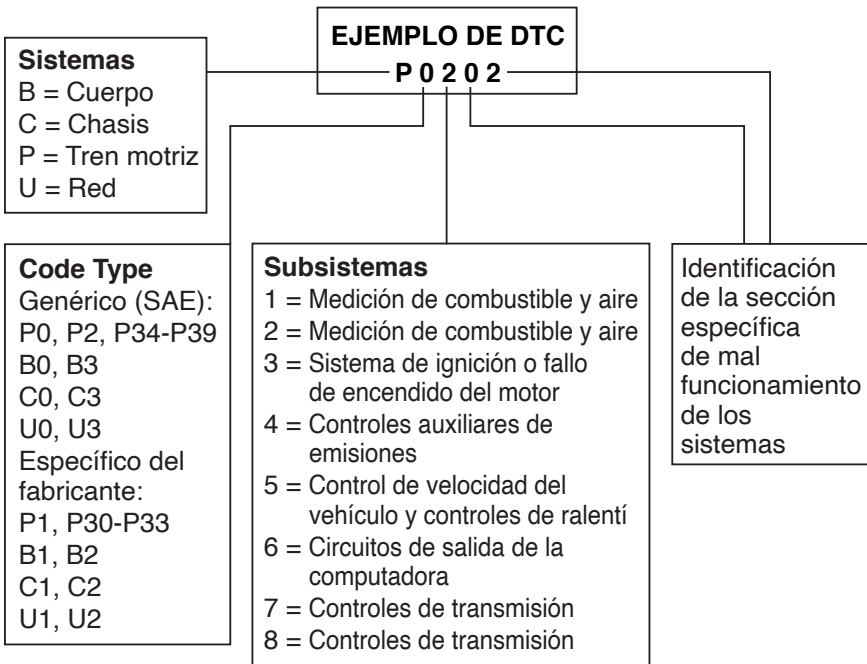 EJEMPLO DE DTC
P 0 2 0 2
Sistemas
B = Cuerpo
C = Chasis
P = Tren motriz
U = Red
Code Type
Genérico (SAE):
P0, P2, P34-P39
B0, B3
C0, C3
U0, U3
Específico del
fabricante:
P1, P30-P33
B1, B2
C1, C2
U1, U2
Subsistemas
1 = Medición de combustible y aire
2 = Medición de combustible y aire
3 = Sistema de ignición o fallo
de encendido del motor
4 = Controles auxiliares de
emisiones
5 = Control de velocidad del
vehículo y controles de ralentí
6 = Circuitos de salida de la
computadora
7 = Controles de transmisión
8 = Controles de transmisión
Identificación
de la sección
específica
de mal
funcionamiento
de los
sistemas